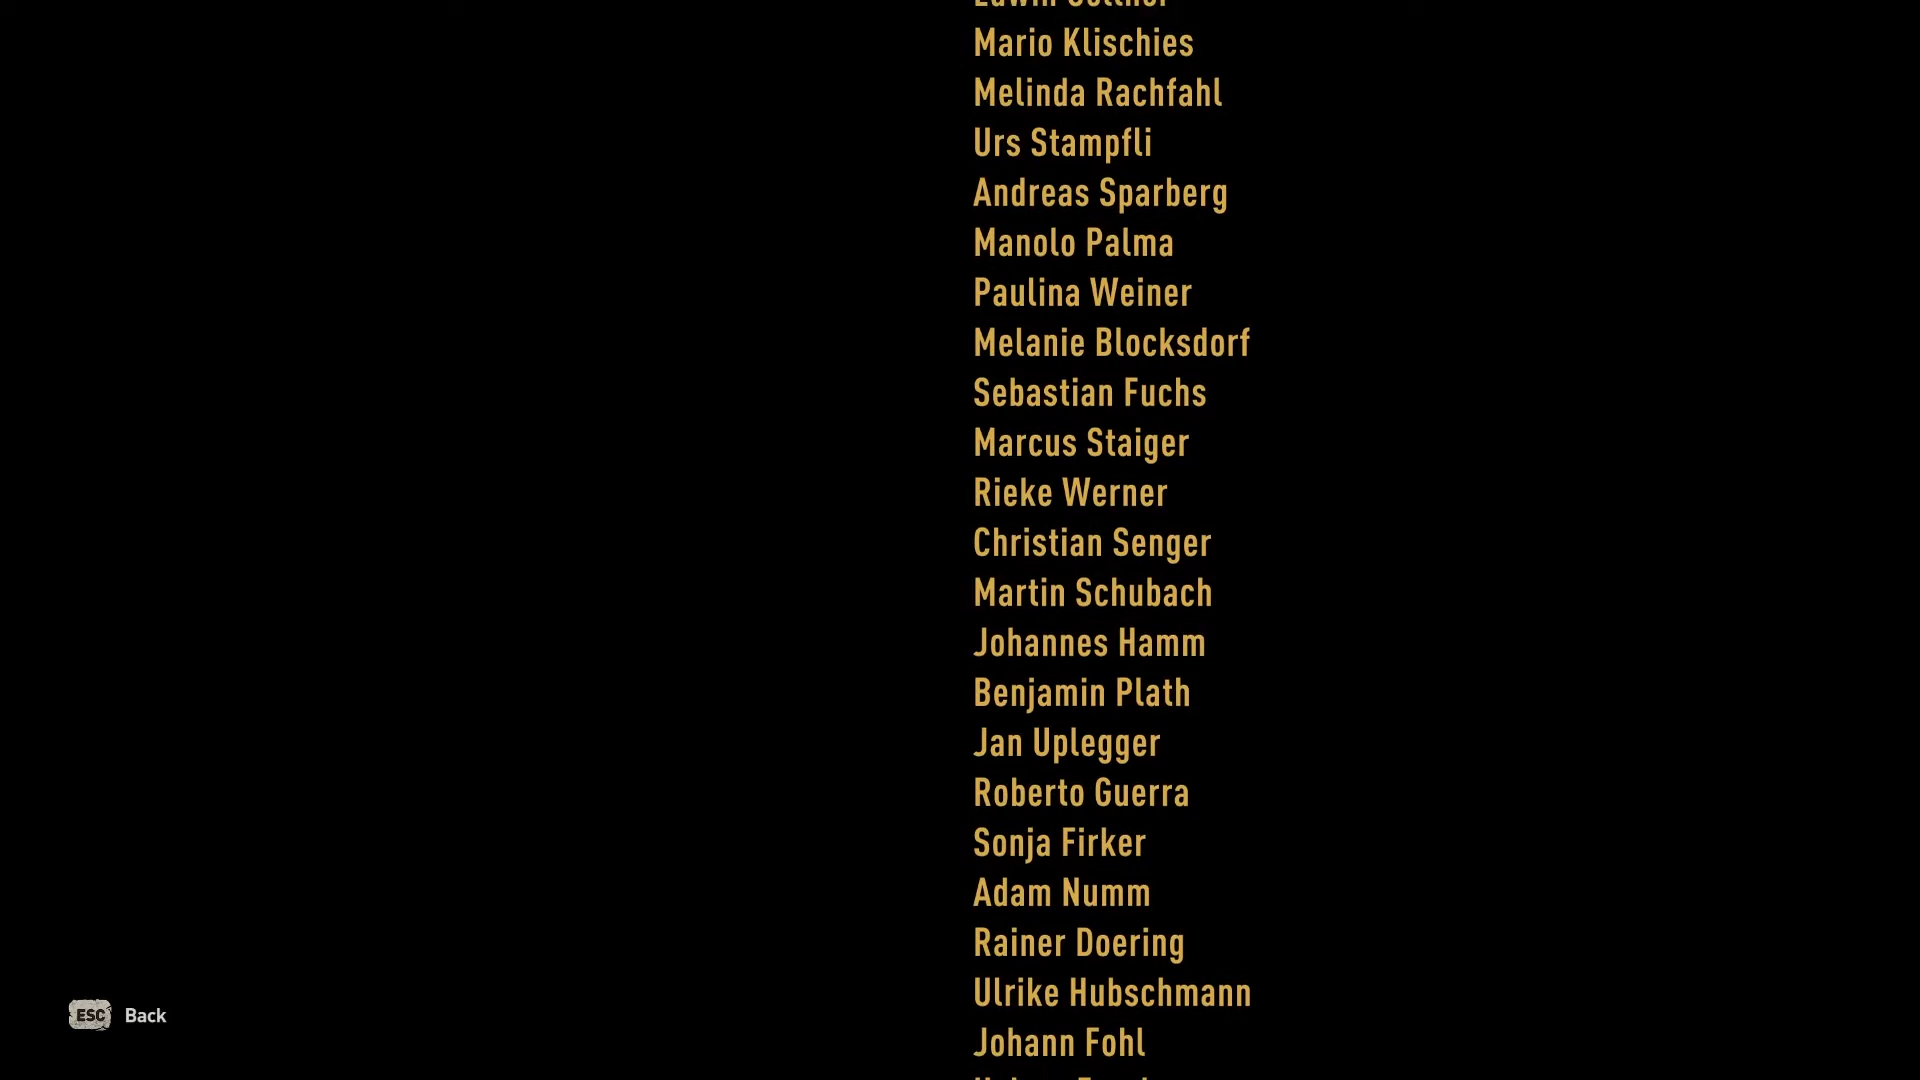 Mario Klischies
Melinda Rachfahl
Urs Stampfli
Andreas Sparberg
Manolo Palma
Paulina Weiner
Melanie Blocksdorf
Sebastian Fuchs
Marcus Staiger
Rieke Werner
Christian Senger
Martin Schubach
Johannes Hamm
Benjamin Plath
Jan Uplegger
Roberto Guerra
Sonja Firker
Adam Numm
Rainer Doering
Ulrike Hubschmann
ESC Back
Johann Fohl